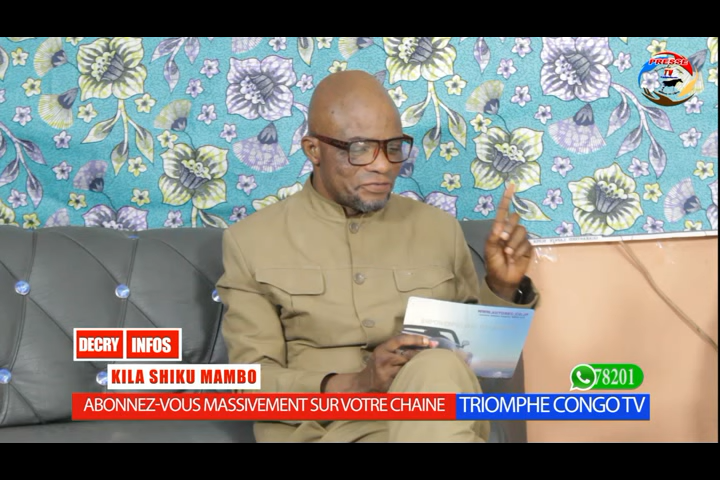 PRESSE
TV
DECRY INFOS
KILA SHIKU MAMBO
78201
ABONNEZ-VOUS MASSIVEMENT SUR VOTRE CHAINE TRIOMPHE CONGO TV